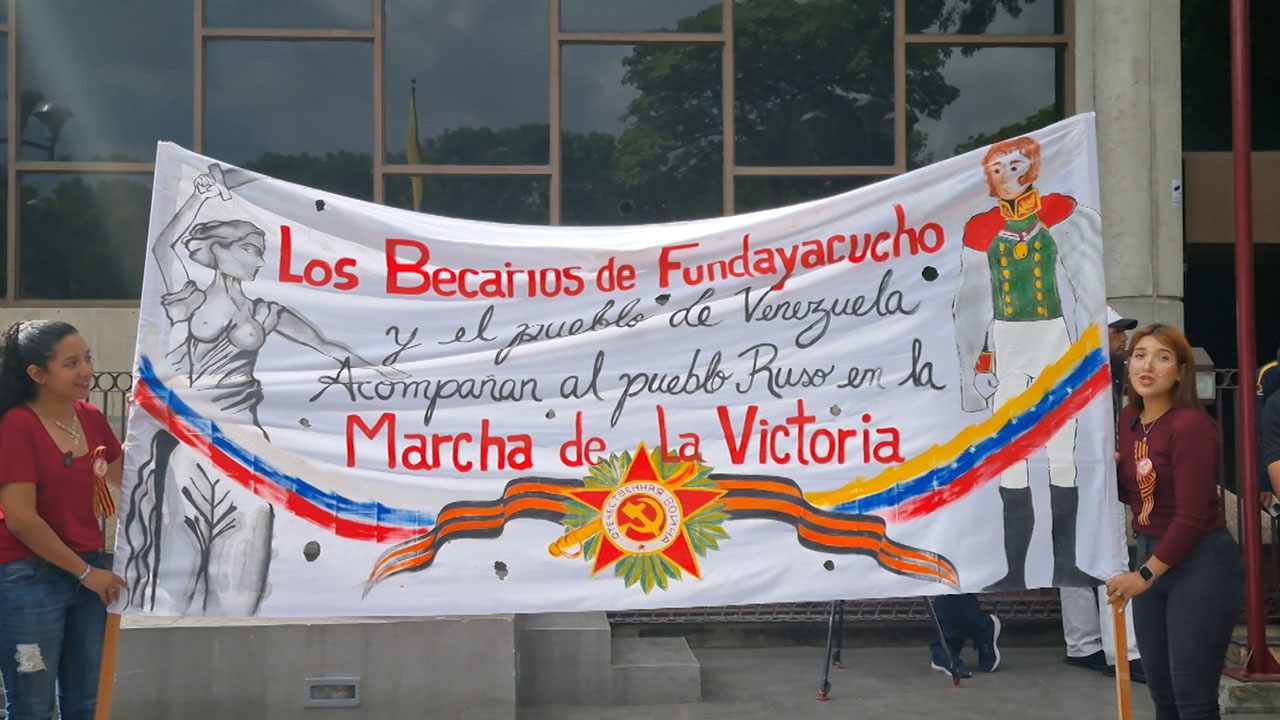 Los Becarios de Fundayacucho
y el pueblo de Venezuela
Acompañan al pueblo Ruso en la
Marcha de La Victoria
ОТЕЧЕСТВЕННАЯ ВОЙНА